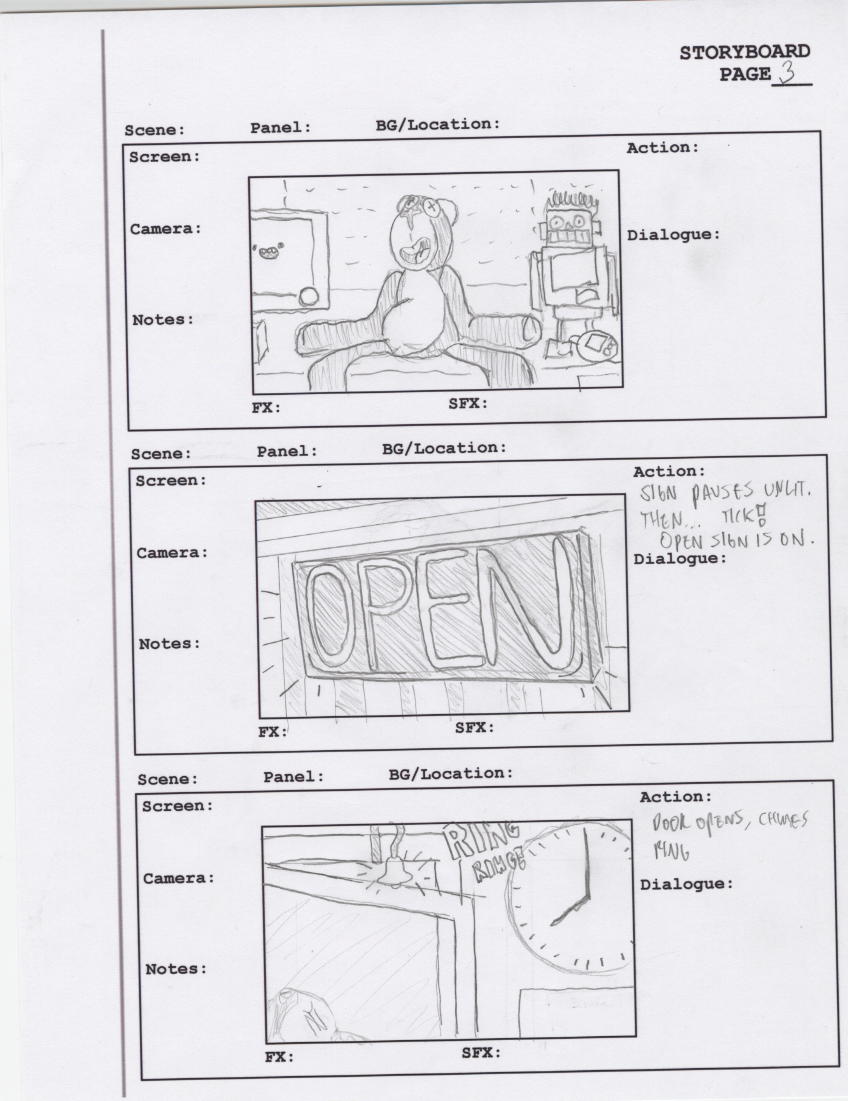 STORYBOARD
PAGE 3
Scene: Panel: BG/Location:
Screen: Action:
Camera: Dialogue:
Notes:
FX: SFX:
Scene: Panel: BG/Location:
Screen: Action:
SIGN PAUSES UNLIT.
THEN... TICK!
OPEN SIGN IS ON.
OPEN
Camera: Dialogue:
Notes:
FX: SFX:
Scene: Panel: BG/Location:
Screen: Action:
DOOR OPENS, CHIMES
RING
RING
Camera: Dialogue:
Notes:
FX: SFX: